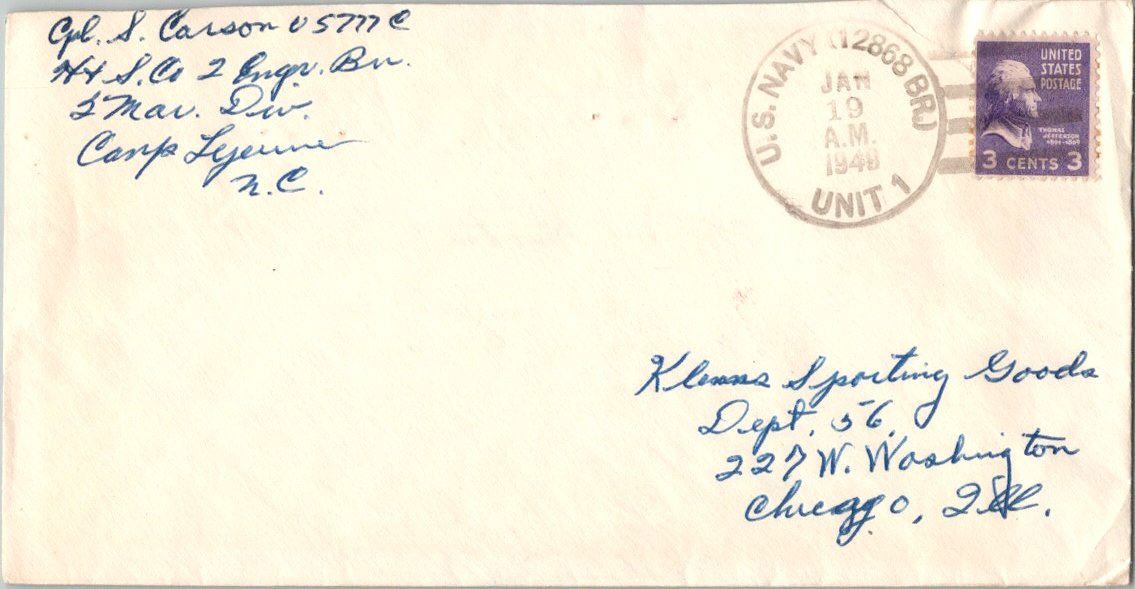 Cpl. S. Carson USMC
H+S. Co 2 Engr. Bn.
2 Mar. Div.
Camp Lejeune
N.C.
U.S. NAVY (12868 BR.)
JAN
19
A.M.
1948
UNIT 1
UNITED
STATES
POSTAGE
THOMAS
JEFFERSON
3 CENTS 3
Sporting Goods
Dept. 56,
227 W. Washington
Chicago, Ill.